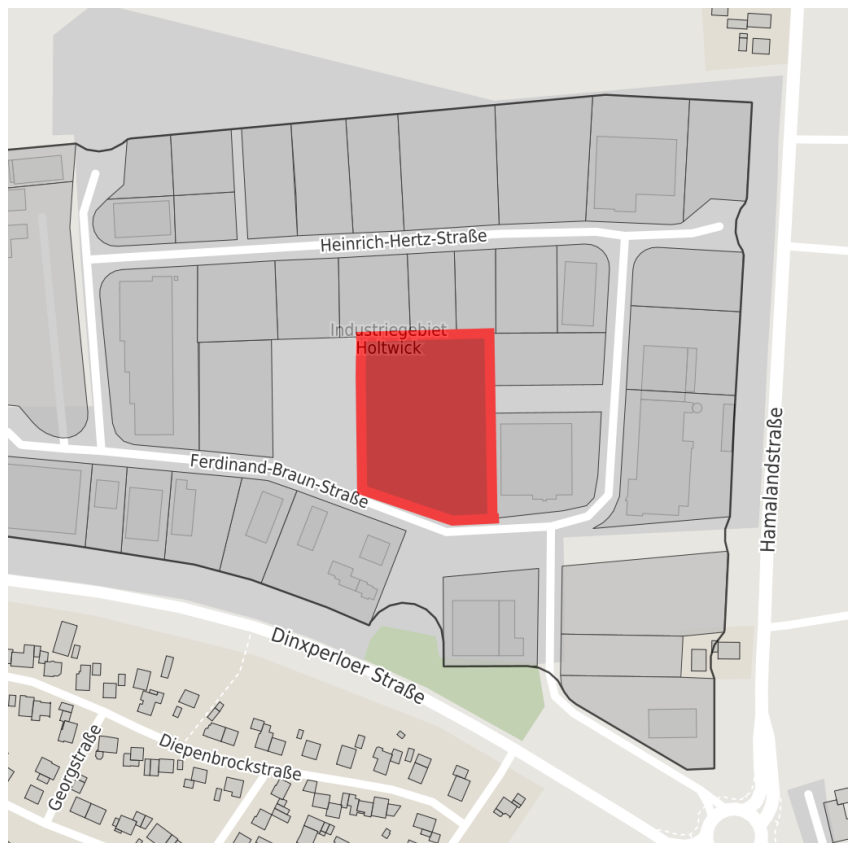 Heinrich-Hertz-Straße
Industriegebiet
Holtwick
Ferdinand-Braun-Straße
Hamalandstraße
Dinxperloer Straße
Diepenbrockstraße
Georgstraße